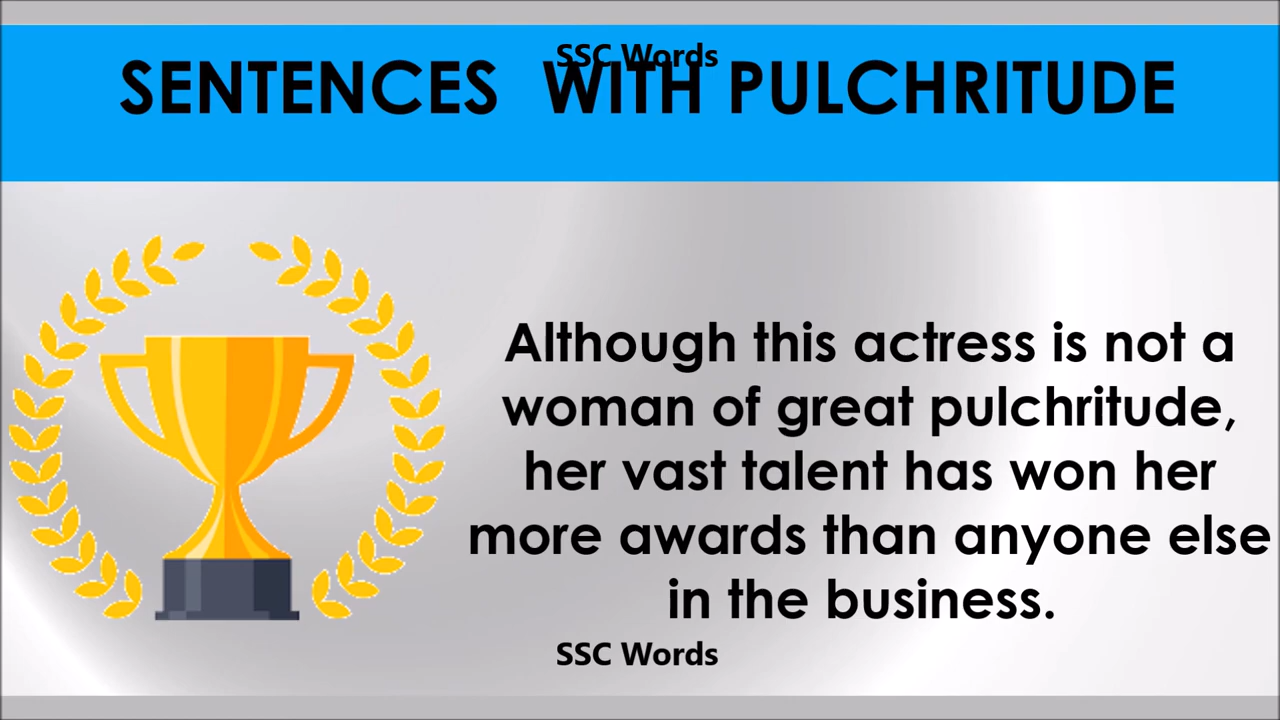 SSC Words
SENTENCES WITH PULCHRITUDE
Although this actress is not a
woman of great pulchritude,
her vast talent has won her
more awards than anyone else
in the business.
SSC Words